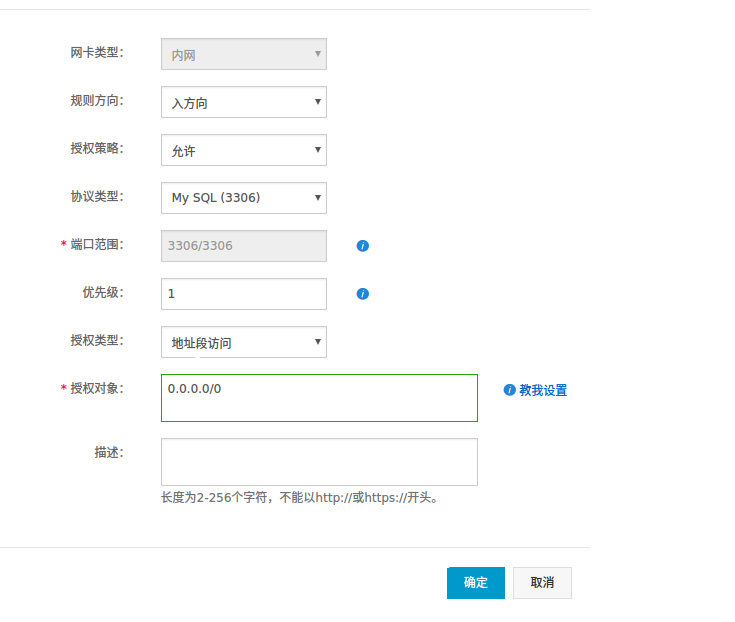 网卡类型： 内网
规则方向： 入方向
授权策略： 允许
协议类型： My SQL (3306)
* 端口范围： 3306/3306
优先级： 1
授权类型： 地址段访问
* 授权对象： 0.0.0.0/0 教我设置
描述：
长度为2-256个字符，不能以http://或https://开头。
确定 取消